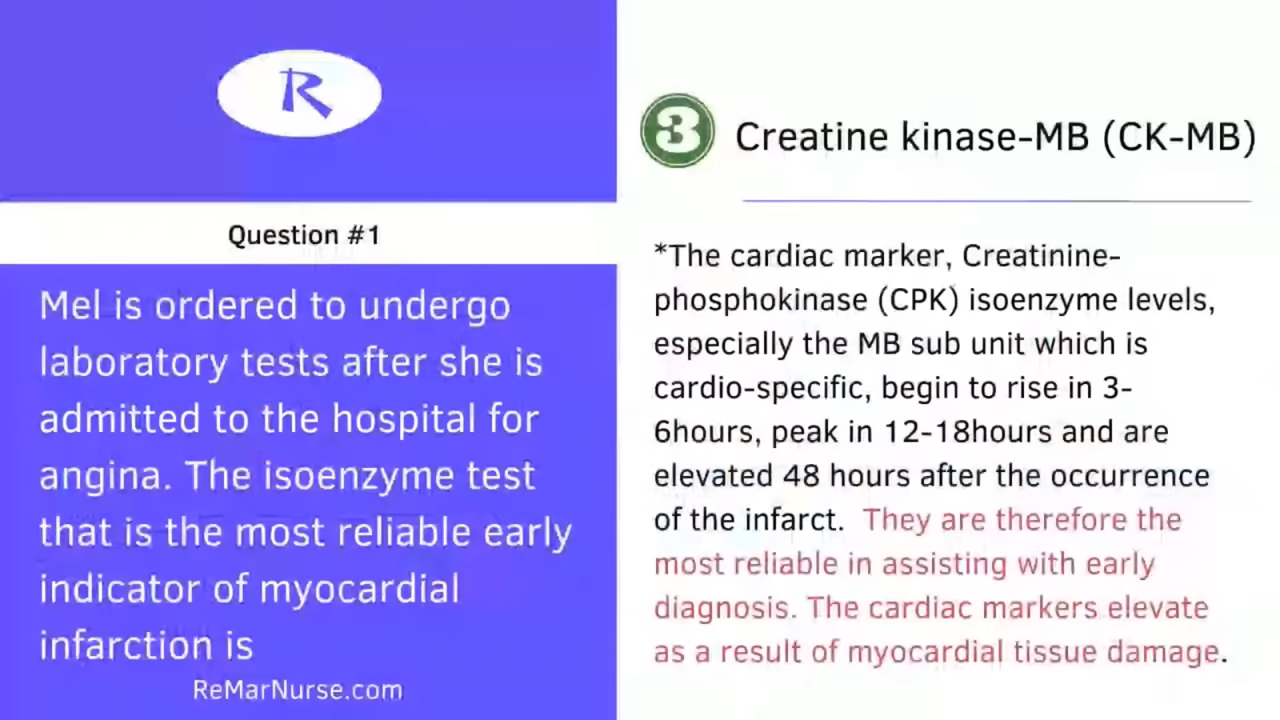 R
Question #1
Mel is ordered to undergo
laboratory tests after she is
admitted to the hospital for
angina. The isoenzyme test
that is the most reliable early
indicator of myocardial
infarction is
ReMarNurse.com
3 Creatine kinase-MB (CK-MB)
*The cardiac marker, Creatinine-
phosphokinase (CPK) isoenzyme levels,
especially the MB sub unit which is
cardio-specific, begin to rise in 3-
6hours, peak in 12-18hours and are
elevated 48 hours after the occurrence
of the infarct. They are therefore the
most reliable in assisting with early
diagnosis. The cardiac markers elevate
as a result of myocardial tissue damage.